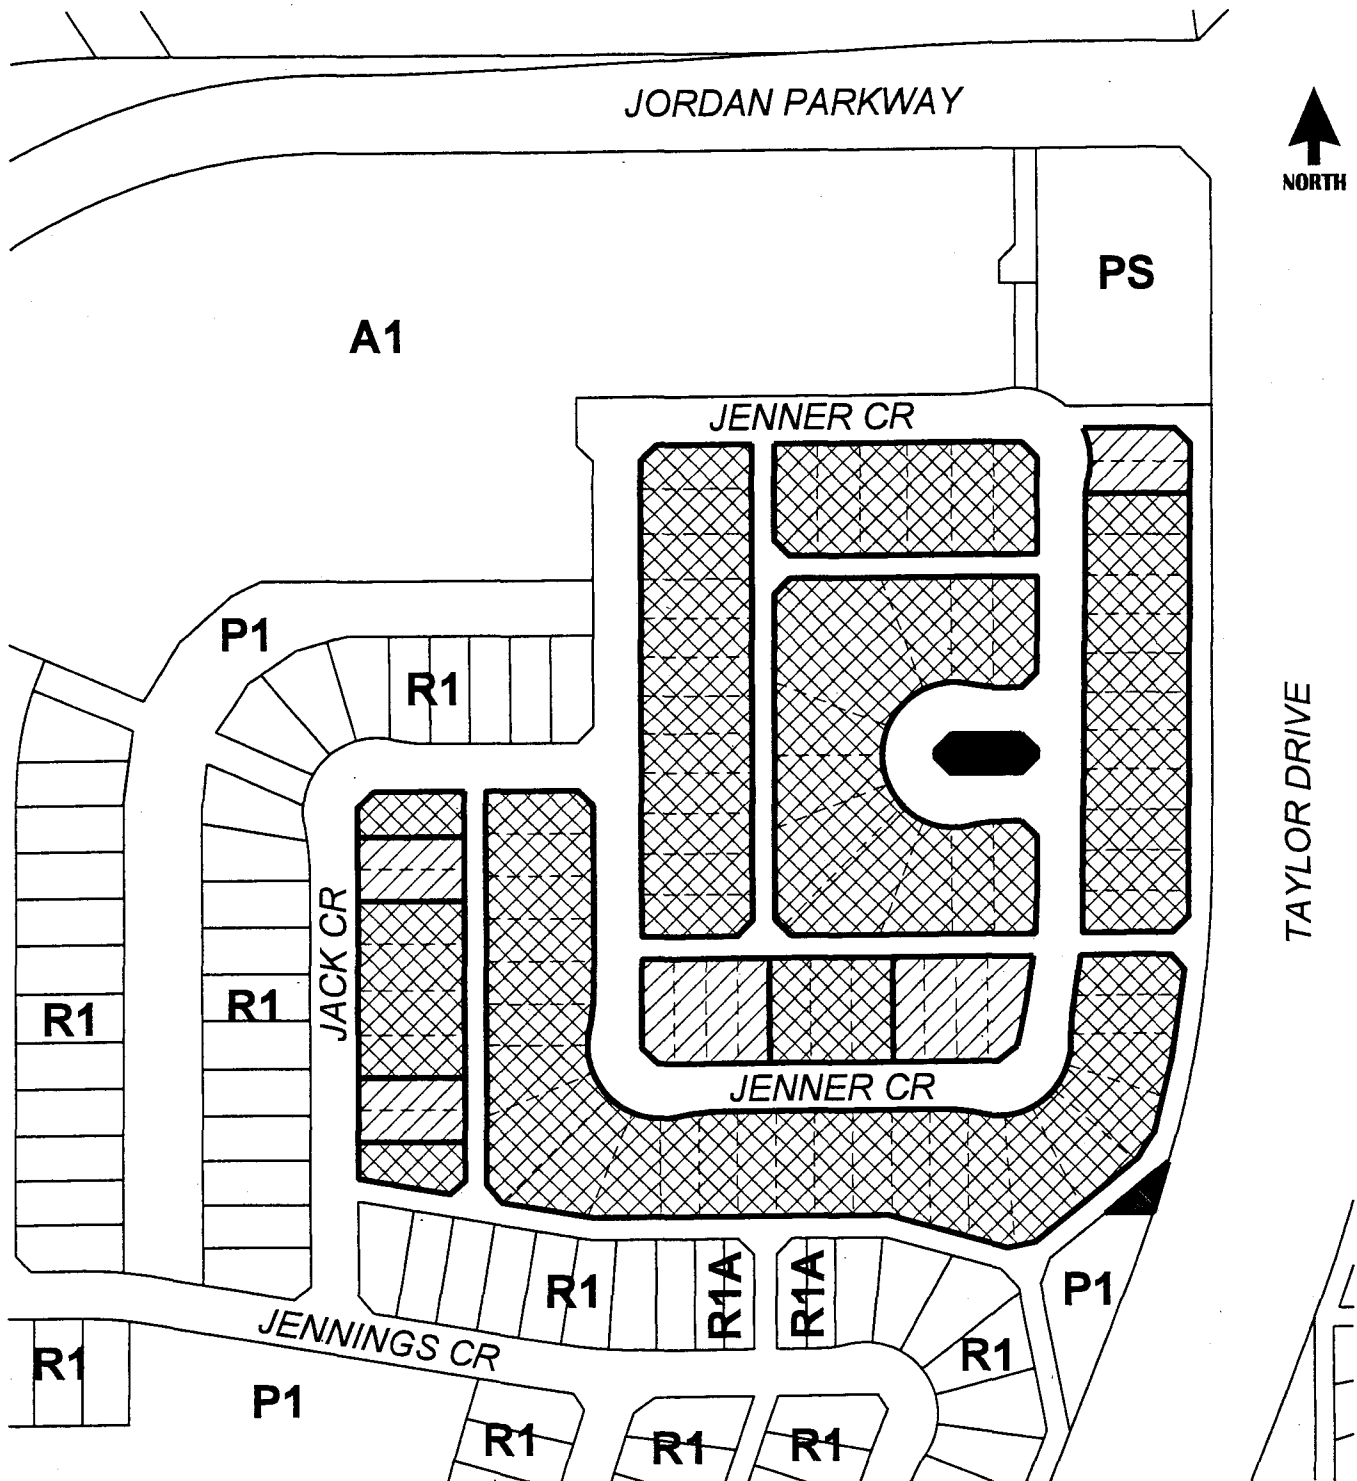 JORDAN PARKWAY
NORTH
PS
A1
JENNER CR
P1
R1
TAYLOR DRIVE
JACK CR
R1
R1
JENNER CR
R1
R1A
R1A
P1
JENNINGS CR
R1
R1
P1
R1
R1
R1